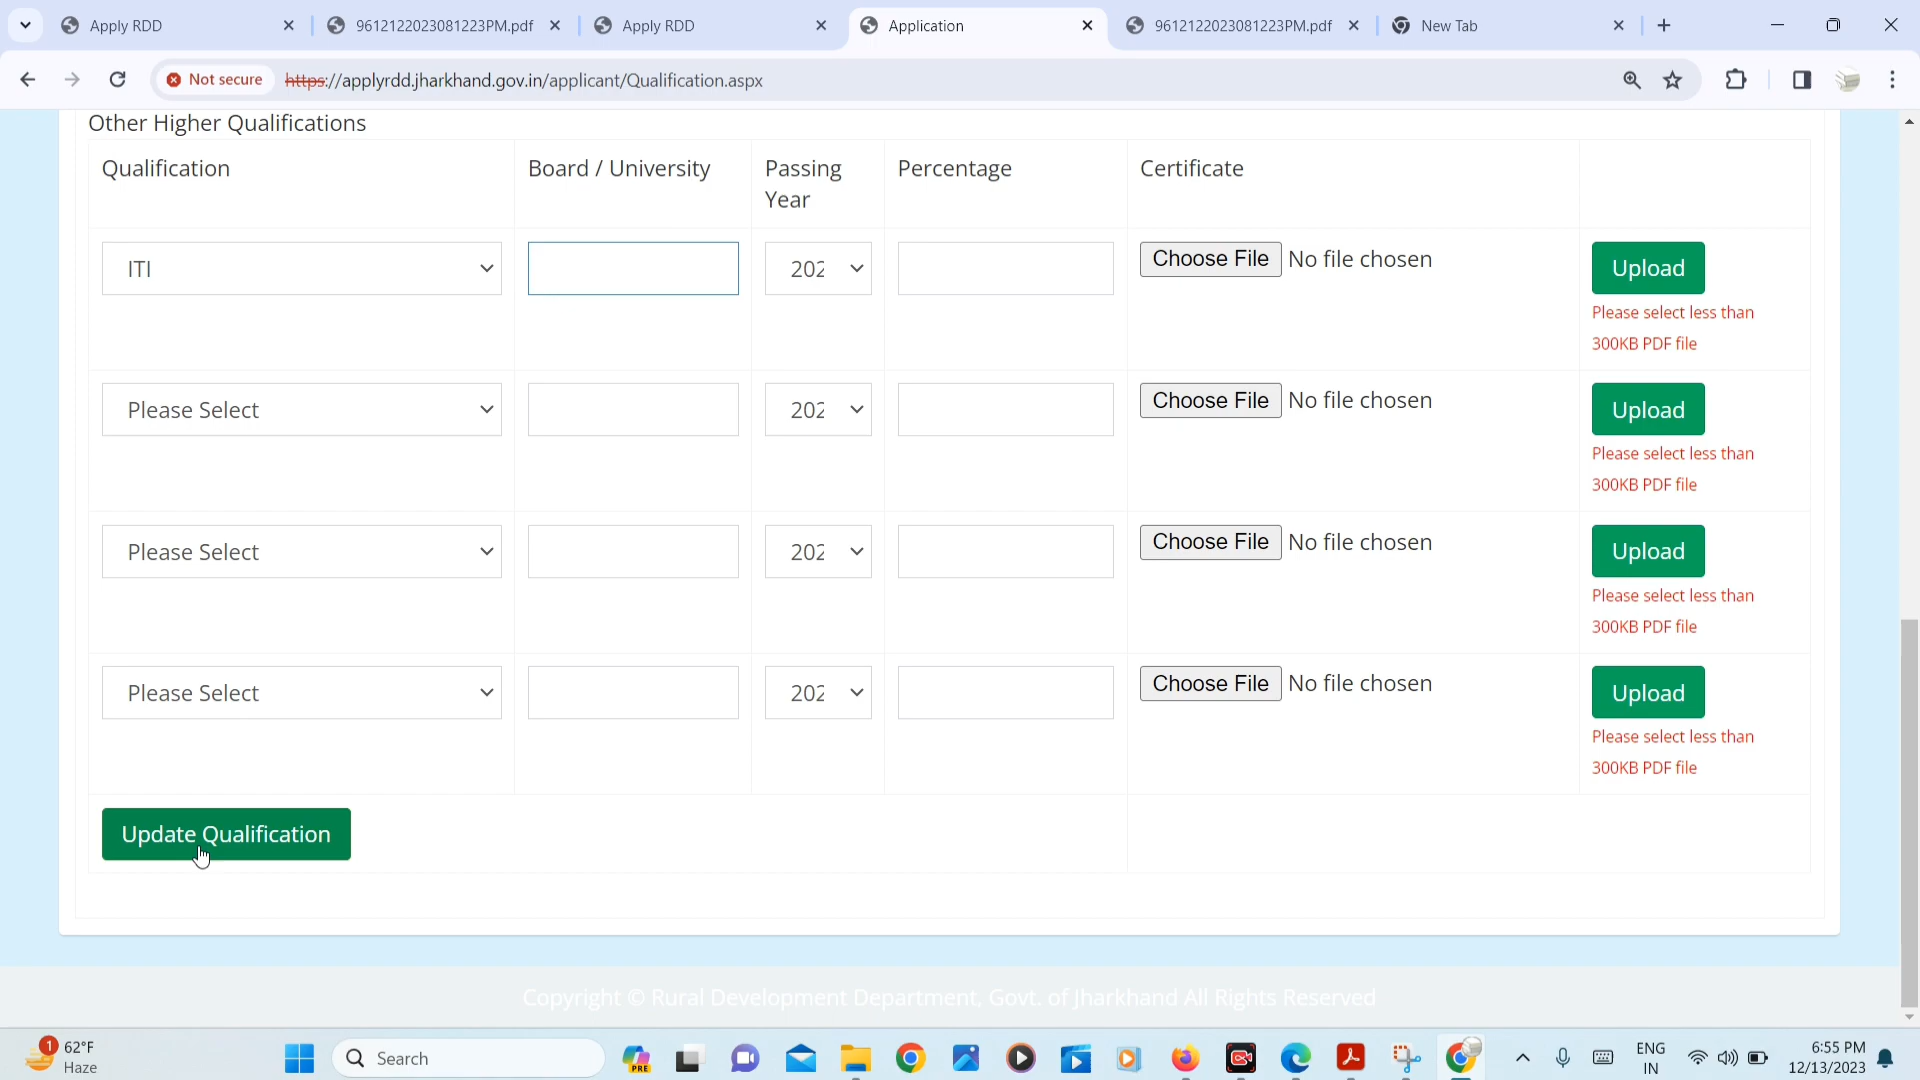 Apply RDD
9612122023081223PM.pdf
Apply RDD
Application
9612122023081223PM.pdf
New Tab
Not secure
https://applyrdd.jharkhand.gov.in/applicant/Qualification.aspx
Other Higher Qualifications
Qualification
Board / University
Passing
Year
Percentage
Certificate
ITI
202
Choose File No file chosen
Upload
Please select less than
300KB PDF file
Please Select
202
Choose File No file chosen
Upload
Please select less than
300KB PDF file
Please Select
202
Choose File No file chosen
Upload
Please select less than
300KB PDF file
Please Select
202
Choose File No file chosen
Upload
Please select less than
300KB PDF file
Update Qualification
Copyright © Rural Development Department, Govt. of Jharkhand All Rights Reserved
1
62°F
Haze
Search
PRE
ENG
IN
6:55 PM
12/13/2023